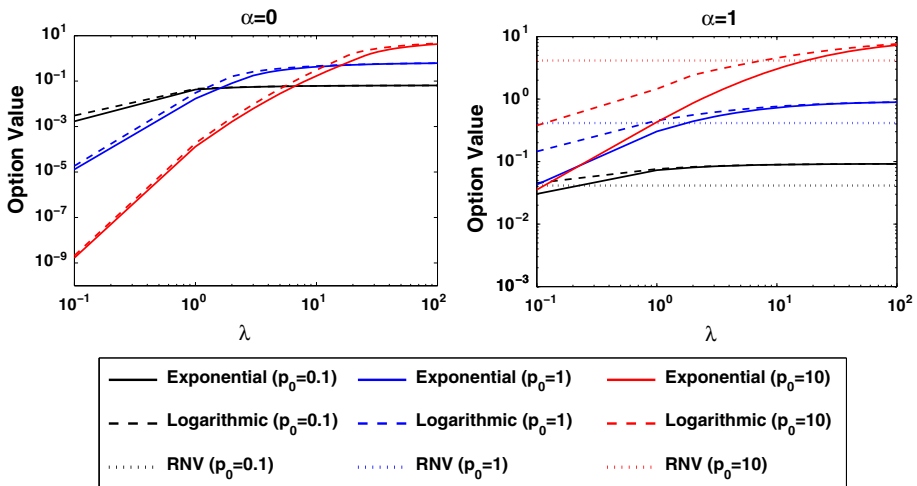 α=0
α=1
Option Value
10^1
10^-1
10^-3
10^-5
10^-7
10^-9
10^-1 10^0 10^1 10^2
λ
Option Value
10^1
10^0
10^-1
10^-2
10^-3
10^-1 10^0 10^1 10^2
λ
Exponential (p_0=0.1) Exponential (p_0=1) Exponential (p_0=10)
Logarithmic (p_0=0.1) Logarithmic (p_0=1) Logarithmic (p_0=10)
RNV (p_0=0.1) RNV (p_0=1) RNV (p_0=10)